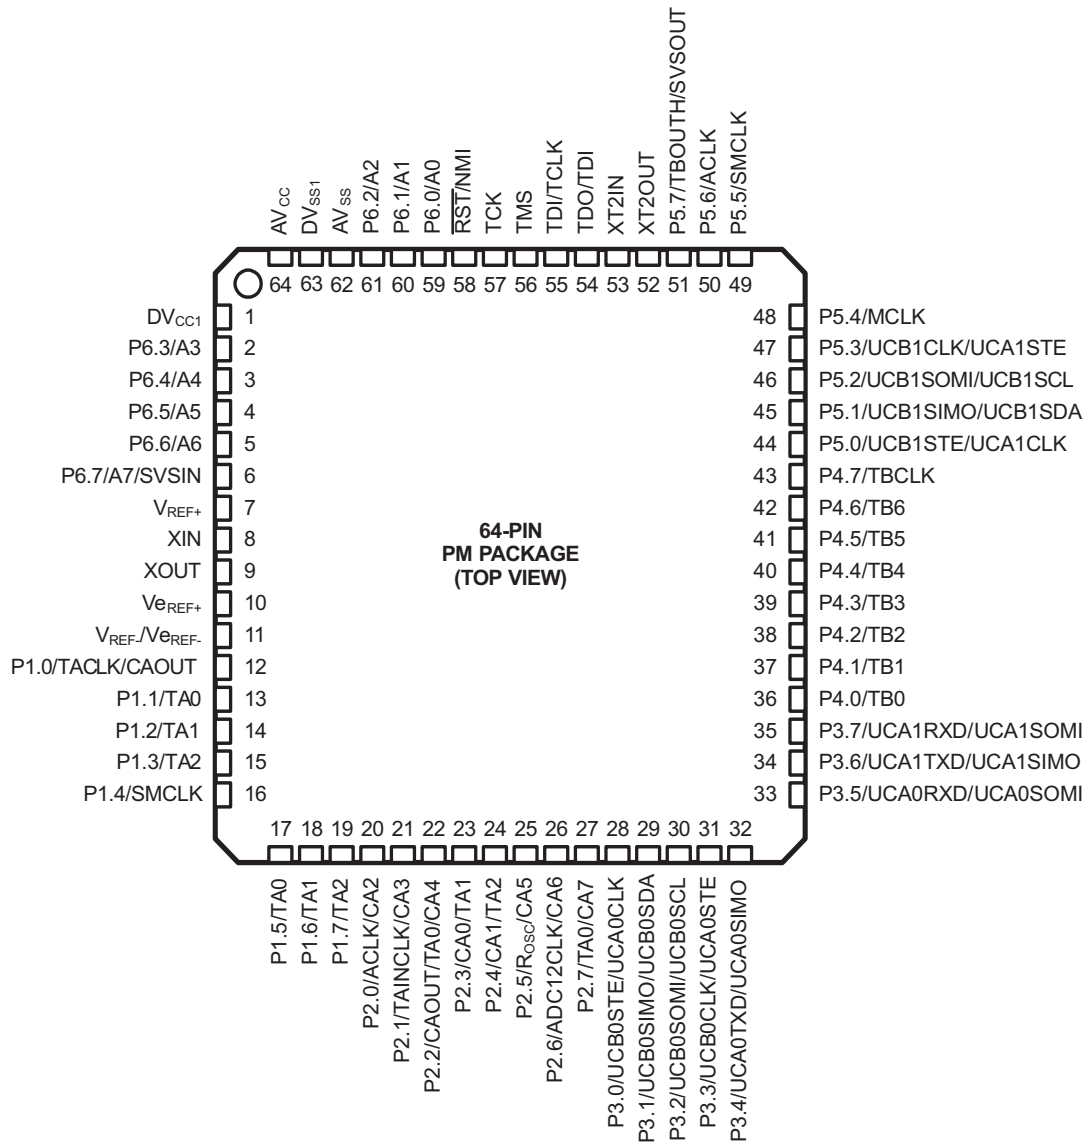 AVCC
DVSS1
AVSS
P6.2/A2
P6.1/A1
P6.0/A0
RST/NMI
TCK
TMS
TDI/TCLK
TDO/TDI
XT2IN
XT2OUT
P5.7/TBOUTH/SVSOUT
P5.6/ACLK
P5.5/SMCLK
64 63 62 61 60 59 58 57 56 55 54 53 52 51 50 49
DVCC1 1
P6.3/A3 2
P6.4/A4 3
P6.5/A5 4
P6.6/A6 5
P6.7/A7/SVSIN 6
VREF+ 7
XIN 8
XOUT 9
VeREF+ 10
VREF-/VeREF- 11
P1.0/TACLK/CAOUT 12
P1.1/TA0 13
P1.2/TA1 14
P1.3/TA2 15
P1.4/SMCLK 16
64-PIN
PM PACKAGE
(TOP VIEW)
48 P5.4/MCLK
47 P5.3/UCB1CLK/UCA1STE
46 P5.2/UCB1SOMI/UCB1SCL
45 P5.1/UCB1SIMO/UCB1SDA
44 P5.0/UCB1STE/UCA1CLK
43 P4.7/TBCLK
42 P4.6/TB6
41 P4.5/TB5
40 P4.4/TB4
39 P4.3/TB3
38 P4.2/TB2
37 P4.1/TB1
36 P4.0/TB0
35 P3.7/UCA1RXD/UCA1SOMI
34 P3.6/UCA1TXD/UCA1SIMO
33 P3.5/UCA0RXD/UCA0SOMI
17 18 19 20 21 22 23 24 25 26 27 28 29 30 31 32
P1.5/TA0
P1.6/TA1
P1.7/TA2
P2.0/ACLK/CA2
P2.1/TAINCLK/CA3
P2.2/CAOUT/TA0/CA4
P2.3/CA0/TA1
P2.4/CA1/TA2
P2.5/ROSC/CA5
P2.6/ADC12CLK/CA6
P2.7/TA0/CA7
P3.0/UCB0STE/UCA0CLK
P3.1/UCB0SIMO/UCB0SDA
P3.2/UCB0SOMI/UCB0SCL
P3.3/UCB0CLK/UCA0STE
P3.4/UCA0TXD/UCA0SIMO